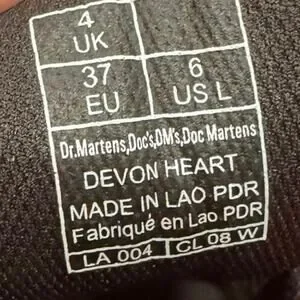 4
UK
37
EU
6
US L
Dr.Martens,Doc's,DM's,Doc Martens
DEVON HEART
MADE IN LAO PDR
Fabriqué en Lao PDR
LA 004
CL 08 W